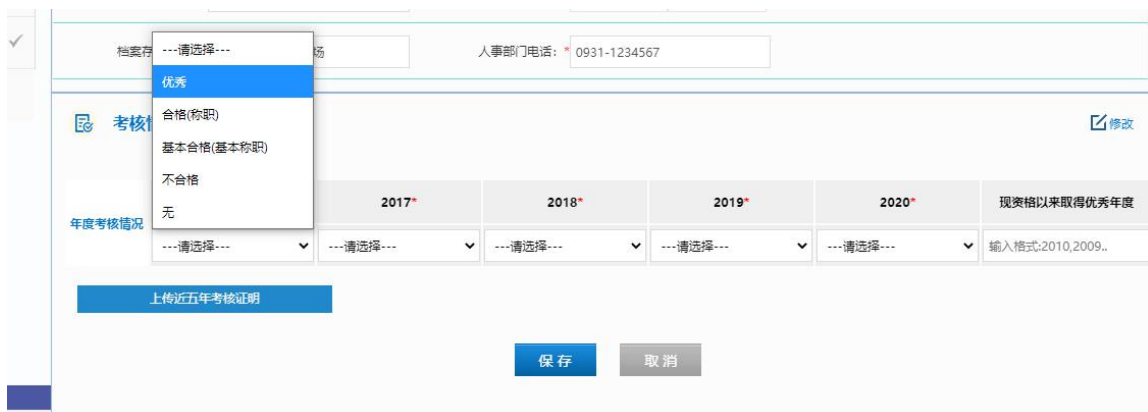 档案存
场
人事部门电话：* 0931-1234567
---请选择---
优秀
合格(称职)
基本合格(基本称职)
不合格
无
考核情
修改
年度考核情况
2017*
2018*
2019*
2020*
现资格以来取得优秀年度
---请选择---
---请选择---
---请选择---
---请选择---
---请选择---
输入格式:2010,2009..
上传近五年考核证明
保存
取消